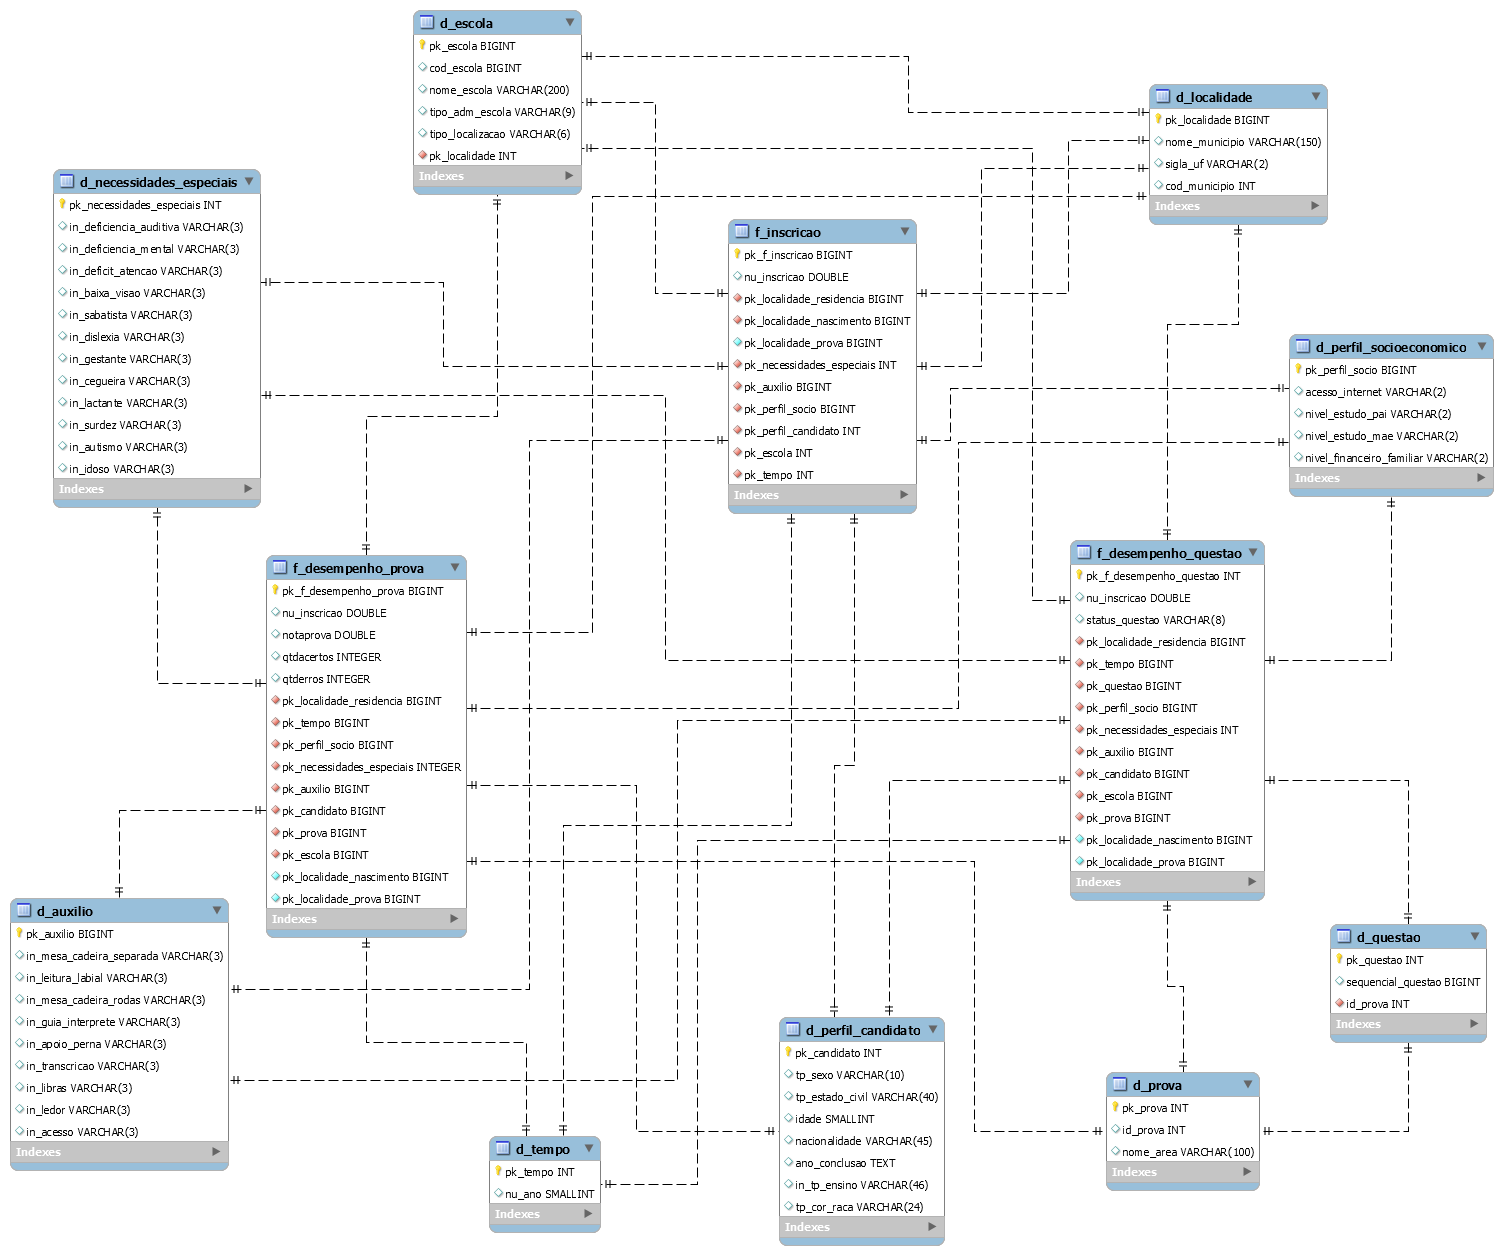 d_escola
pk_escola BIGINT
cod_escola BIGINT
nome_escola VARCHAR(200)
tipo_adm_escola VARCHAR(9)
tipo_localizacao VARCHAR(6)
pk_localidade INT
Indexes
d_localidade
pk_localidade BIGINT
nome_municipio VARCHAR(150)
sigla_uf VARCHAR(2)
cod_municipio INT
Indexes
d_necessidades_especiais
pk_necessidades_especiais INT
in_deficiencia_auditiva VARCHAR(3)
in_deficiencia_mental VARCHAR(3)
in_deficit_atencao VARCHAR(3)
in_baixa_visao VARCHAR(3)
in_sabatista VARCHAR(3)
in_dislexia VARCHAR(3)
in_gestante VARCHAR(3)
in_cegueira VARCHAR(3)
in_lactante VARCHAR(3)
in_surdez VARCHAR(3)
in_autismo VARCHAR(3)
in_idoso VARCHAR(3)
Indexes
f_inscricao
pk_f_inscricao BIGINT
nu_inscricao DOUBLE
pk_localidade_residencia BIGINT
pk_localidade_nascimento BIGINT
pk_localidade_prova BIGINT
pk_necessidades_especiais INT
pk_auxilio BIGINT
pk_perfil_socio BIGINT
pk_perfil_candidato INT
pk_escola INT
pk_tempo INT
Indexes
d_perfil_socioeconomico
pk_perfil_socio BIGINT
acesso_internet VARCHAR(2)
nivel_estudo_pai VARCHAR(2)
nivel_estudo_mae VARCHAR(2)
nivel_financeiro_familiar VARCHAR(2)
Indexes
f_desempenho_prova
pk_f_desempenho_prova BIGINT
nu_inscricao DOUBLE
notaprova DOUBLE
qtdacertos INTEGER
qtderros INTEGER
pk_localidade_residencia BIGINT
pk_tempo BIGINT
pk_perfil_socio BIGINT
pk_necessidades_especiais INTEGER
pk_auxilio BIGINT
pk_candidato BIGINT
pk_prova BIGINT
pk_escola BIGINT
pk_localidade_nascimento BIGINT
pk_localidade_prova BIGINT
Indexes
f_desempenho_questao
pk_f_desempenho_questao INT
nu_inscricao DOUBLE
status_questao VARCHAR(8)
pk_localidade_residencia BIGINT
pk_tempo BIGINT
pk_questao BIGINT
pk_perfil_socio BIGINT
pk_necessidades_especiais INT
pk_auxilio BIGINT
pk_candidato BIGINT
pk_escola BIGINT
pk_prova BIGINT
pk_localidade_nascimento BIGINT
pk_localidade_prova BIGINT
Indexes
d_auxilio
pk_auxilio BIGINT
in_mesa_cadeira_separada VARCHAR(3)
in_leitura_labial VARCHAR(3)
in_mesa_cadeira_rodas VARCHAR(3)
in_guia_interprete VARCHAR(3)
in_apoio_perna VARCHAR(3)
in_transcricao VARCHAR(3)
in_libras VARCHAR(3)
in_ledor VARCHAR(3)
in_acesso VARCHAR(3)
Indexes
d_questao
pk_questao INT
sequencial_questao BIGINT
id_prova INT
Indexes
d_perfil_candidato
pk_candidato INT
tp_sexo VARCHAR(10)
tp_estado_civil VARCHAR(40)
idade SMALLINT
nacionalidade VARCHAR(45)
ano_conclusao TEXT
in_tp_ensino VARCHAR(46)
tp_cor_raca VARCHAR(24)
Indexes
d_prova
pk_prova INT
id_prova INT
nome_area VARCHAR(100)
Indexes
d_tempo
pk_tempo INT
nu_ano SMALLINT
Indexes